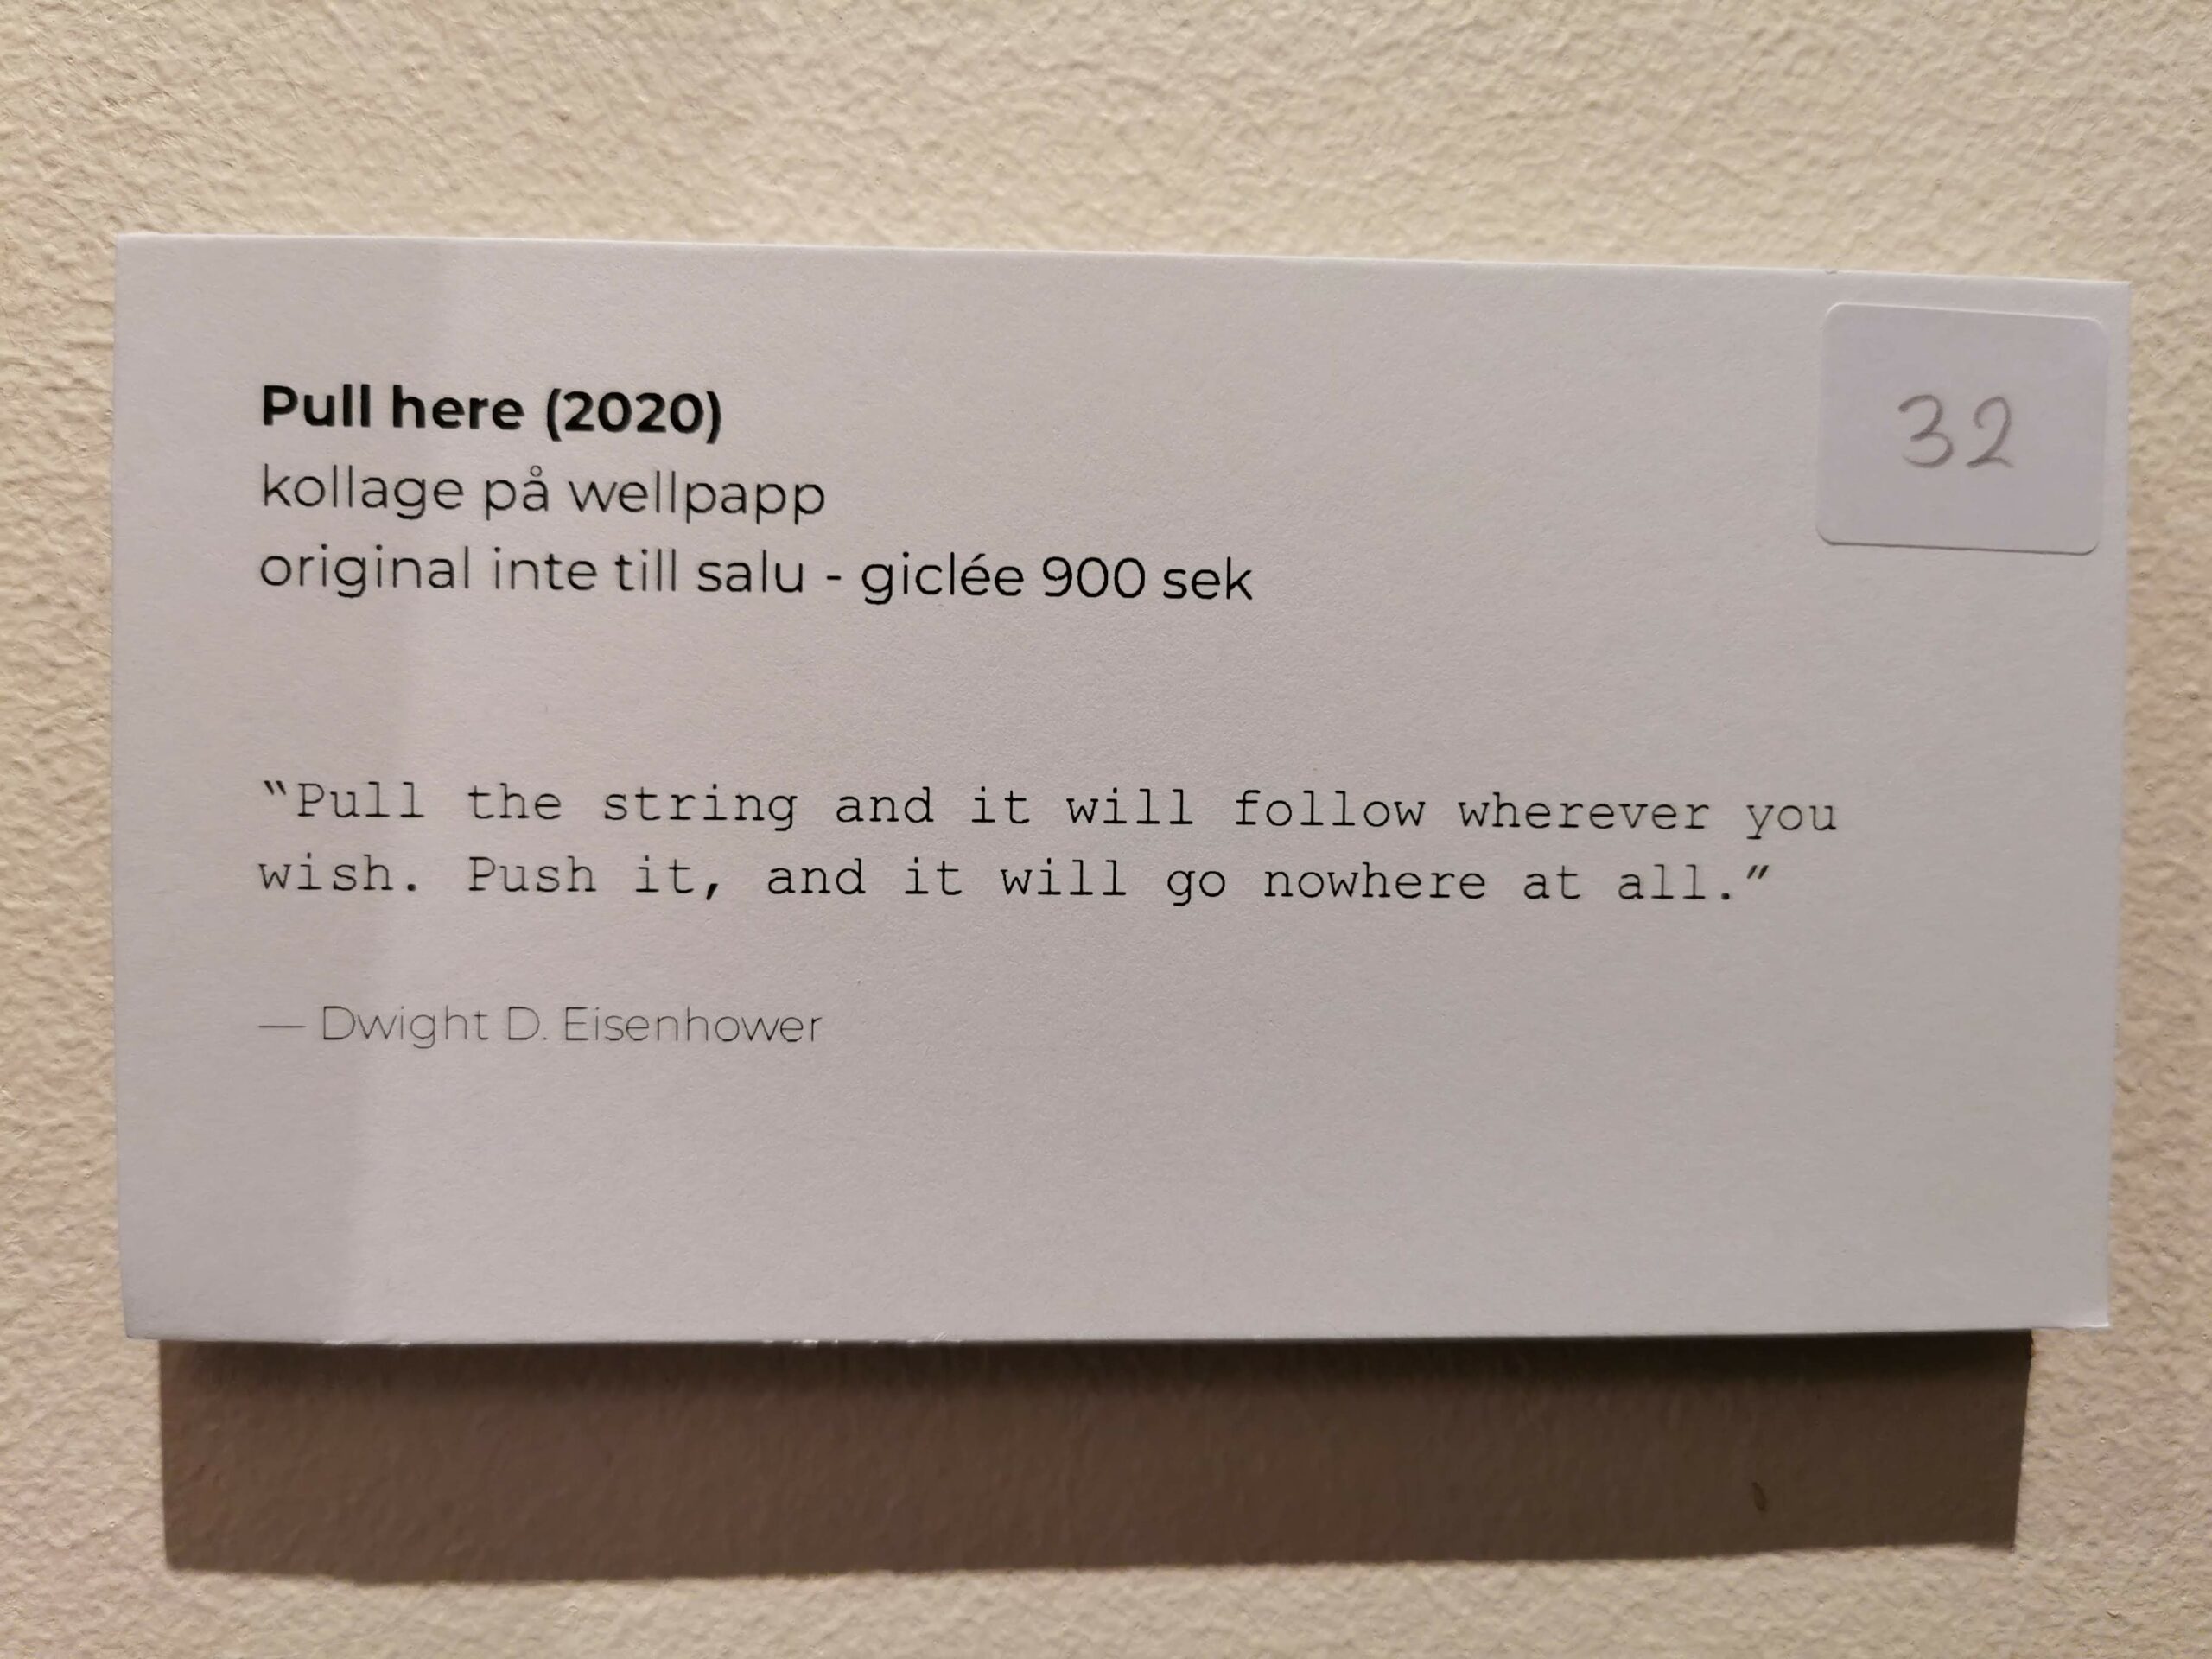 Pull here (2020)
32
kollage på wellpapp
original inte till salu - giclée 900 sek
“Pull the string and it will follow wherever you
wish. Push it, and it will go nowhere at all.”
— Dwight D. Eisenhower